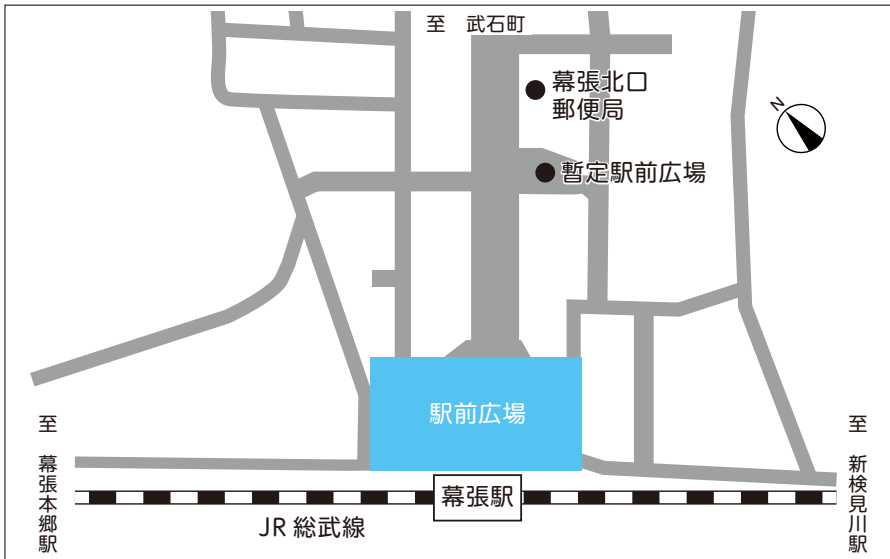 至 武石町
幕張北口
郵便局
N
暫定駅前広場
駅前広場
至 幕張本郷駅
至 新検見川駅
幕張駅
JR 総武線